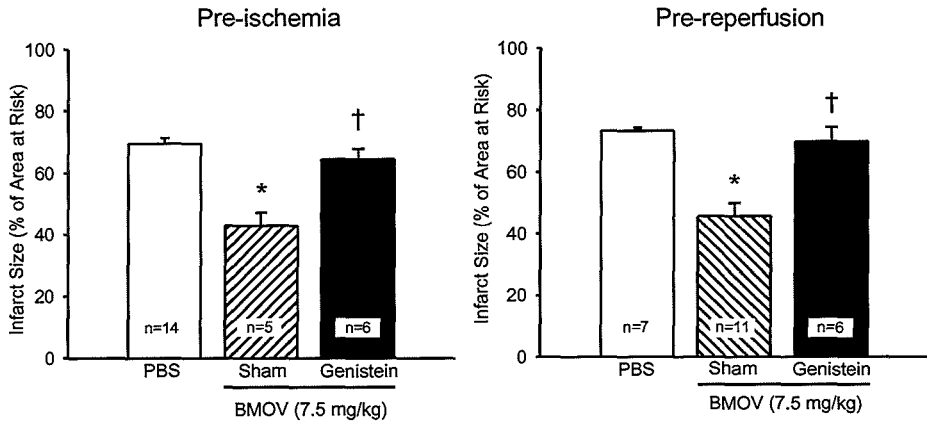 Pre-ischemia
Infarct Size (% of Area at Risk)
100
80
60
40
20
0
*
†
n=14
n=5
n=6
PBS
Sham
Genistein
BMOV (7.5 mg/kg)
Pre-reperfusion
Infarct Size (% of Area at Risk)
100
80
60
40
20
0
*
†
n=7
n=11
n=6
PBS
Sham
Genistein
BMOV (7.5 mg/kg)